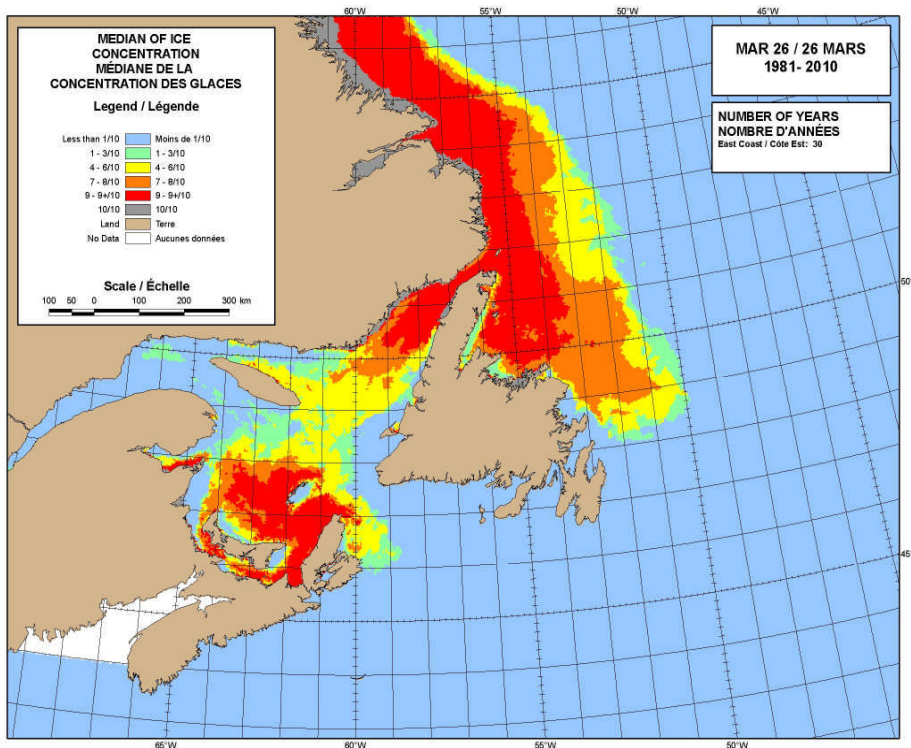 60°W 55°W 50°W 45°W
MEDIAN OF ICE
CONCENTRATION
MÉDIANE DE LA
CONCENTRATION DES GLACES
Legend / Légende
Less than 1/10 Moins de 1/10
1 - 3/10 1 - 3/10
4 - 6/10 4 - 6/10
7 - 8/10 7 - 8/10
9 - 9+/10 9 - 9+/10
10/10 10/10
Land Terre
No Data Aucunes données
Scale / Échelle
100 50 0 100 200 300 km
MAR 26 / 26 MARS
1981- 2010
NUMBER OF YEARS
NOMBRE D'ANNÉES
East Coast / Côte Est: 30
50°
45°
65°W 60°W 55°W 50°W